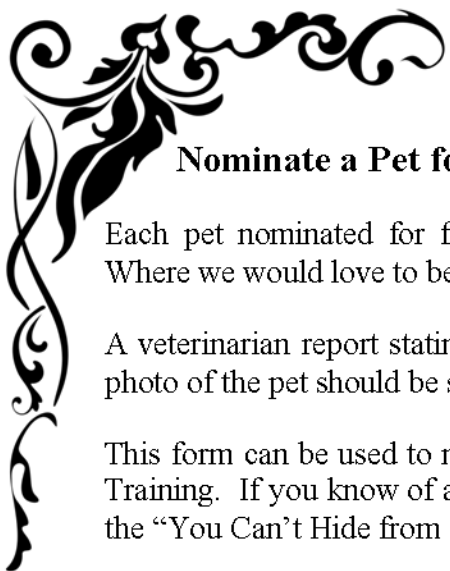 Nominate a Pet fo
Each pet nominated for f
Where we would love to be
A veterinarian report statin
photo of the pet should be s
This form can be used to n
Training. If you know of a
the “You Can’t Hide from